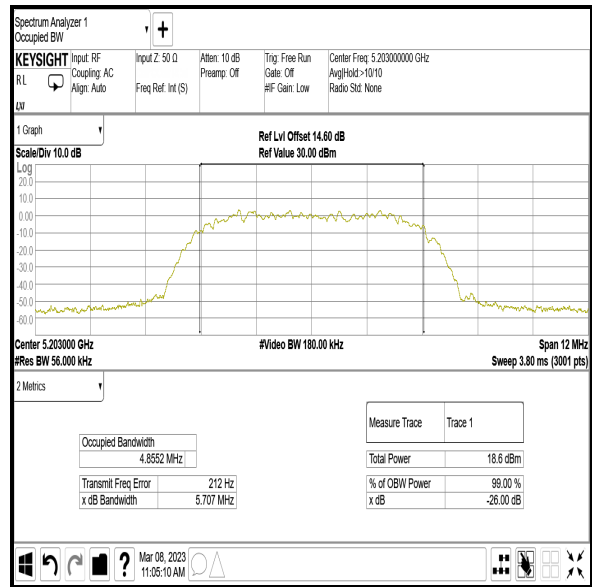 Spectrum Analyzer 1
Occupied BW
KEYSIGHT
RL
LXI
Input: RF
Coupling: AC
Align: Auto
Input Z: 50 Ω
Freq Ref: Int (S)
Atten: 10 dB
Preamp: Off
Trig: Free Run
Gate: Off
#IF Gain: Low
Center Freq: 5.203000000 GHz
Avg|Hold:>10/10
Radio Std: None
1 Graph
Scale/Div 10.0 dB
Ref Lvl Offset 14.60 dB
Ref Value 30.00 dBm
Log
20.0
10.0
0.00
-10.0
-20.0
-30.0
-40.0
-50.0
-60.0
Center 5.203000 GHz
#Res BW 56.000 kHz
#Video BW 180.00 kHz
Span 12 MHz
Sweep 3.80 ms (3001 pts)
2 Metrics
Occupied Bandwidth
4.8552 MHz
Transmit Freq Error 212 Hz
x dB Bandwidth 5.707 MHz
Measure Trace Trace 1
Total Power 18.6 dBm
% of OBW Power 99.00 %
x dB -26.00 dB
?
Mar 08, 2023
11:05:10 AM